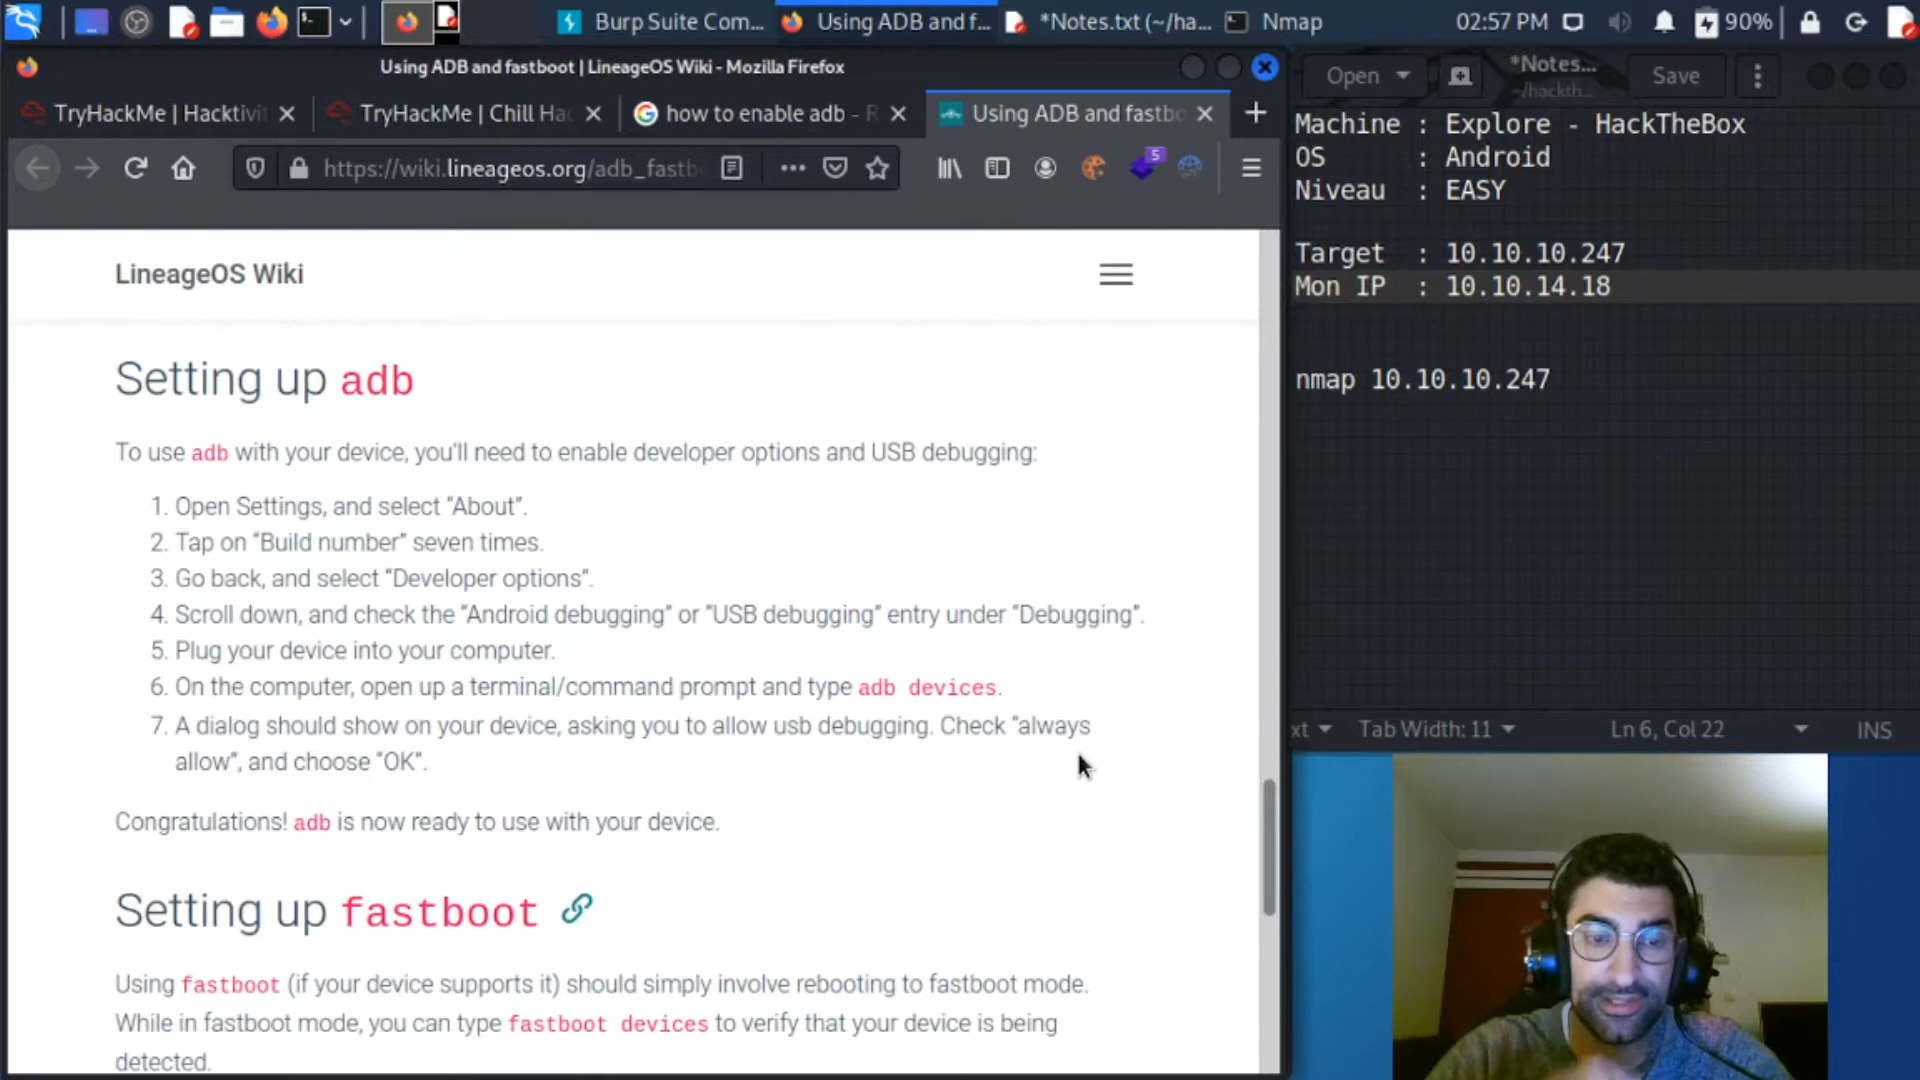 Burp Suite Com...
Using ADB and f...
*Notes.txt (~/ha...
Nmap
02:57 PM
90%
Using ADB and fastboot | LineageOS Wiki - Mozilla Firefox
TryHackMe | Hacktivit
TryHackMe | Chill Hac
how to enable adb - R
Using ADB and fastbo
https://wiki.lineageos.org/adb_fastb
5
LineageOS Wiki
Setting up adb
To use adb with your device, you'll need to enable developer options and USB debugging:
1. Open Settings, and select “About”.
2. Tap on “Build number” seven times.
3. Go back, and select “Developer options”.
4. Scroll down, and check the “Android debugging” or “USB debugging” entry under “Debugging”.
5. Plug your device into your computer.
6. On the computer, open up a terminal/command prompt and type adb devices.
7. A dialog should show on your device, asking you to allow usb debugging. Check “always
allow”, and choose “OK”.
Congratulations! adb is now ready to use with your device.
Setting up fastboot
Using fastboot (if your device supports it) should simply involve rebooting to fastboot mode.
While in fastboot mode, you can type fastboot devices to verify that your device is being
detected.
Open
*Notes...
~/hackth...
Save
Machine : Explore - HackTheBox
OS : Android
Niveau : EASY
Target : 10.10.10.247
Mon IP : 10.10.14.18
nmap 10.10.10.247
xt
Tab Width: 11
Ln 6, Col 22
INS